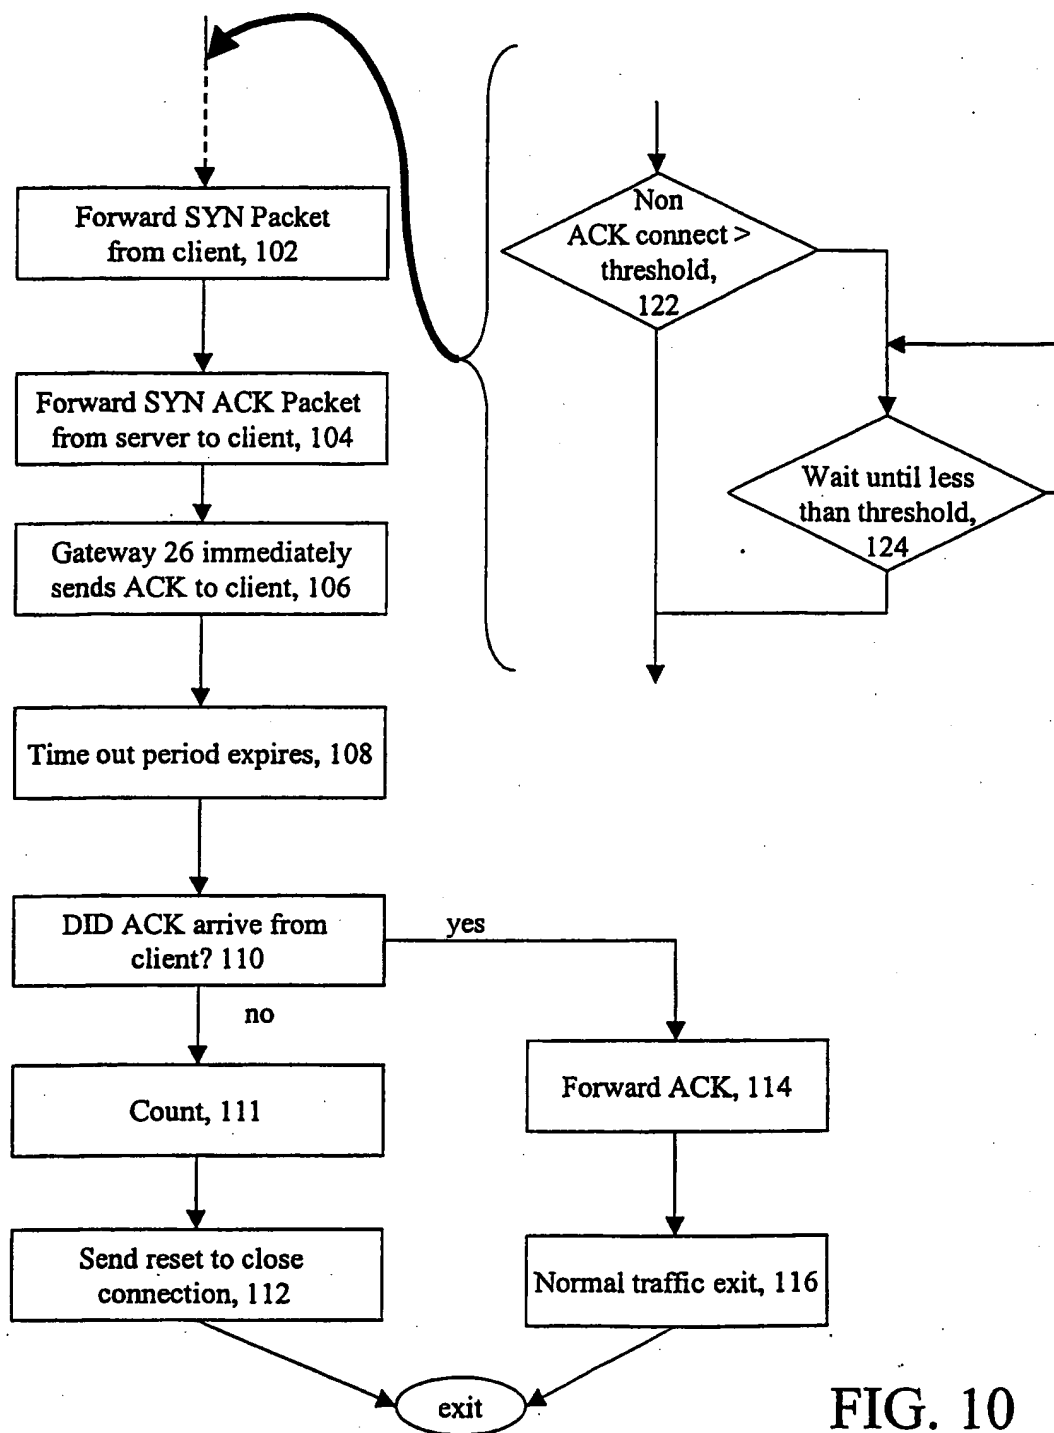 Forward SYN Packet
from client, 102
Forward SYN ACK Packet
from server to client, 104
Gateway 26 immediately
sends ACK to client, 106
Time out period expires, 108
DID ACK arrive from
client? 110
yes
no
Count, 111
Send reset to close
connection, 112
Forward ACK, 114
Normal traffic exit, 116
exit
Non
ACK connect >
threshold,
122
Wait until less
than threshold,
124
FIG. 10